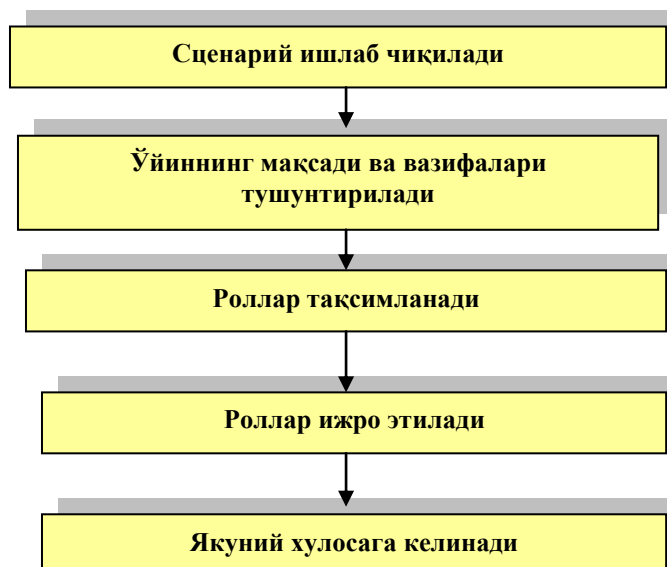 Сценарий ишлаб чиқилади
Ўйиннинг мақсади ва вазифалари
тушунтирилади
Роллар тақсимланади
Роллар ижро этилади
Якуний хулосага келинади